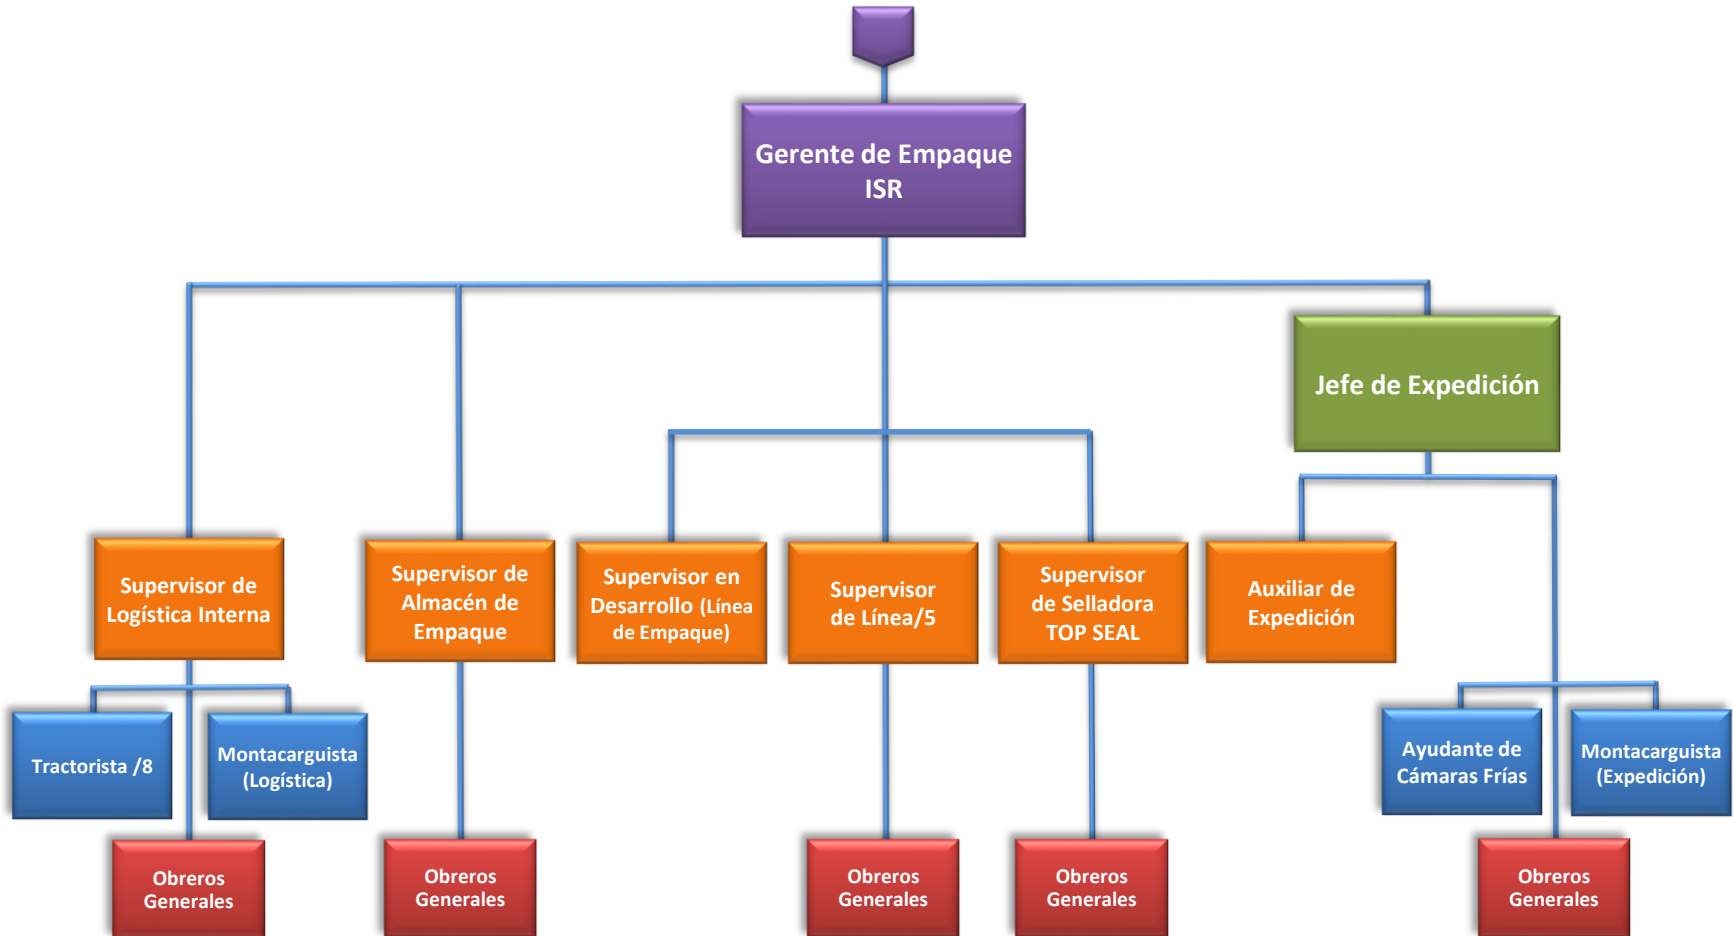 Gerente de Empaque
ISR
Jefe de Expedición
Supervisor de
Logística Interna
Supervisor de
Almacén de
Empaque
Supervisor en
Desarrollo (Línea
de Empaque)
Supervisor
de Línea/5
Supervisor
de Selladora
TOP SEAL
Auxiliar de
Expedición
Tractorista /8
Montacarguista
(Logística)
Ayudante de
Cámaras Frías
Montacarguista
(Expedición)
Obreros
Generales
Obreros
Generales
Obreros
Generales
Obreros
Generales
Obreros
Generales